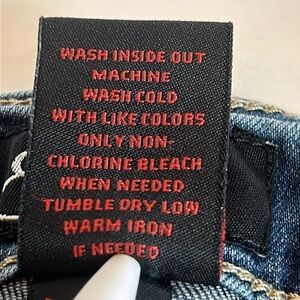 WASH INSIDE OUT
MACHINE
WASH COLD
WITH LIKE COLORS
ONLY NON-
CHLORINE BLEACH
WHEN NEEDED
TUMBLE DRY LOW
WARM IRON
IF NEEDED